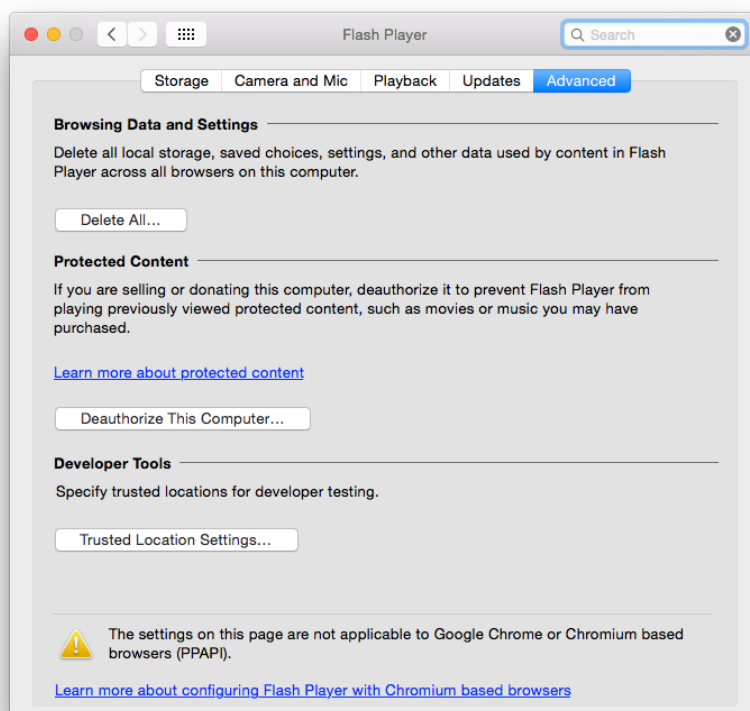 Flash Player
Search
Storage
Camera and Mic
Playback
Updates
Advanced
Browsing Data and Settings
Delete all local storage, saved choices, settings, and other data used by content in Flash
Player across all browsers on this computer.
Delete All...
Protected Content
If you are selling or donating this computer, deauthorize it to prevent Flash Player from
playing previously viewed protected content, such as movies or music you may have
purchased.
Learn more about protected content
Deauthorize This Computer...
Developer Tools
Specify trusted locations for developer testing.
Trusted Location Settings...
The settings on this page are not applicable to Google Chrome or Chromium based
browsers (PPAPI).
Learn more about configuring Flash Player with Chromium based browsers